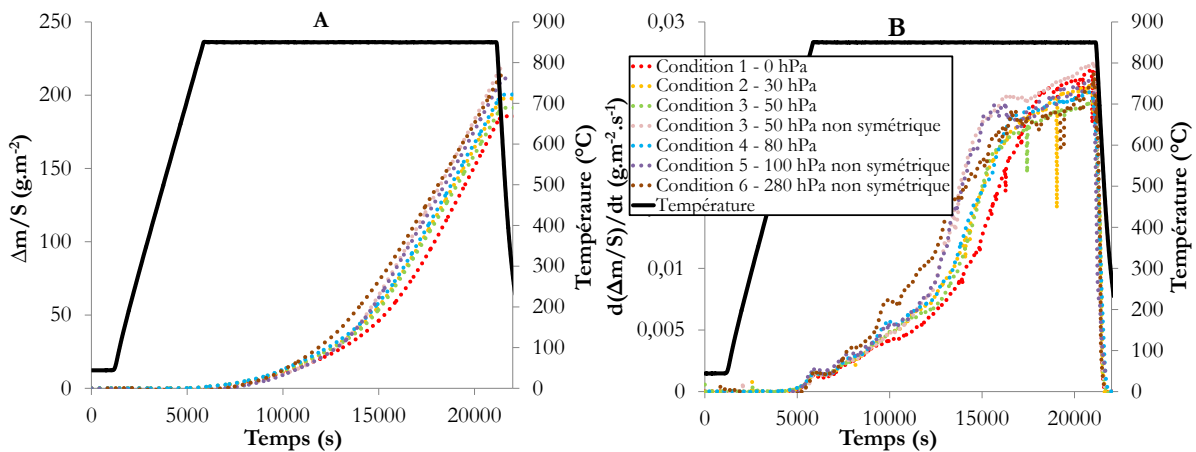 A
250
200
150
100
50
0
Δm/S (g.m⁻²)
0
5000
10000
15000
20000
Temps (s)
900
800
700
600
500
400
300
200
100
0
Tempéraure (°C)
B
0,03
0,01
0,005
0
d(Δm/S)/dt (g.m⁻².s⁻¹)
Condition 1 - 0 hPa
Condition 2 - 30 hPa
Condition 3 - 50 hPa
Condition 3 - 50 hPa non symétrique
Condition 4 - 80 hPa
Condition 5 - 100 hPa non symétrique
Condition 6 - 280 hPa non symétrique
Température
0
5000
10000
15000
20000
Temps (s)
900
800
700
600
500
400
300
200
100
0
Température (°C)